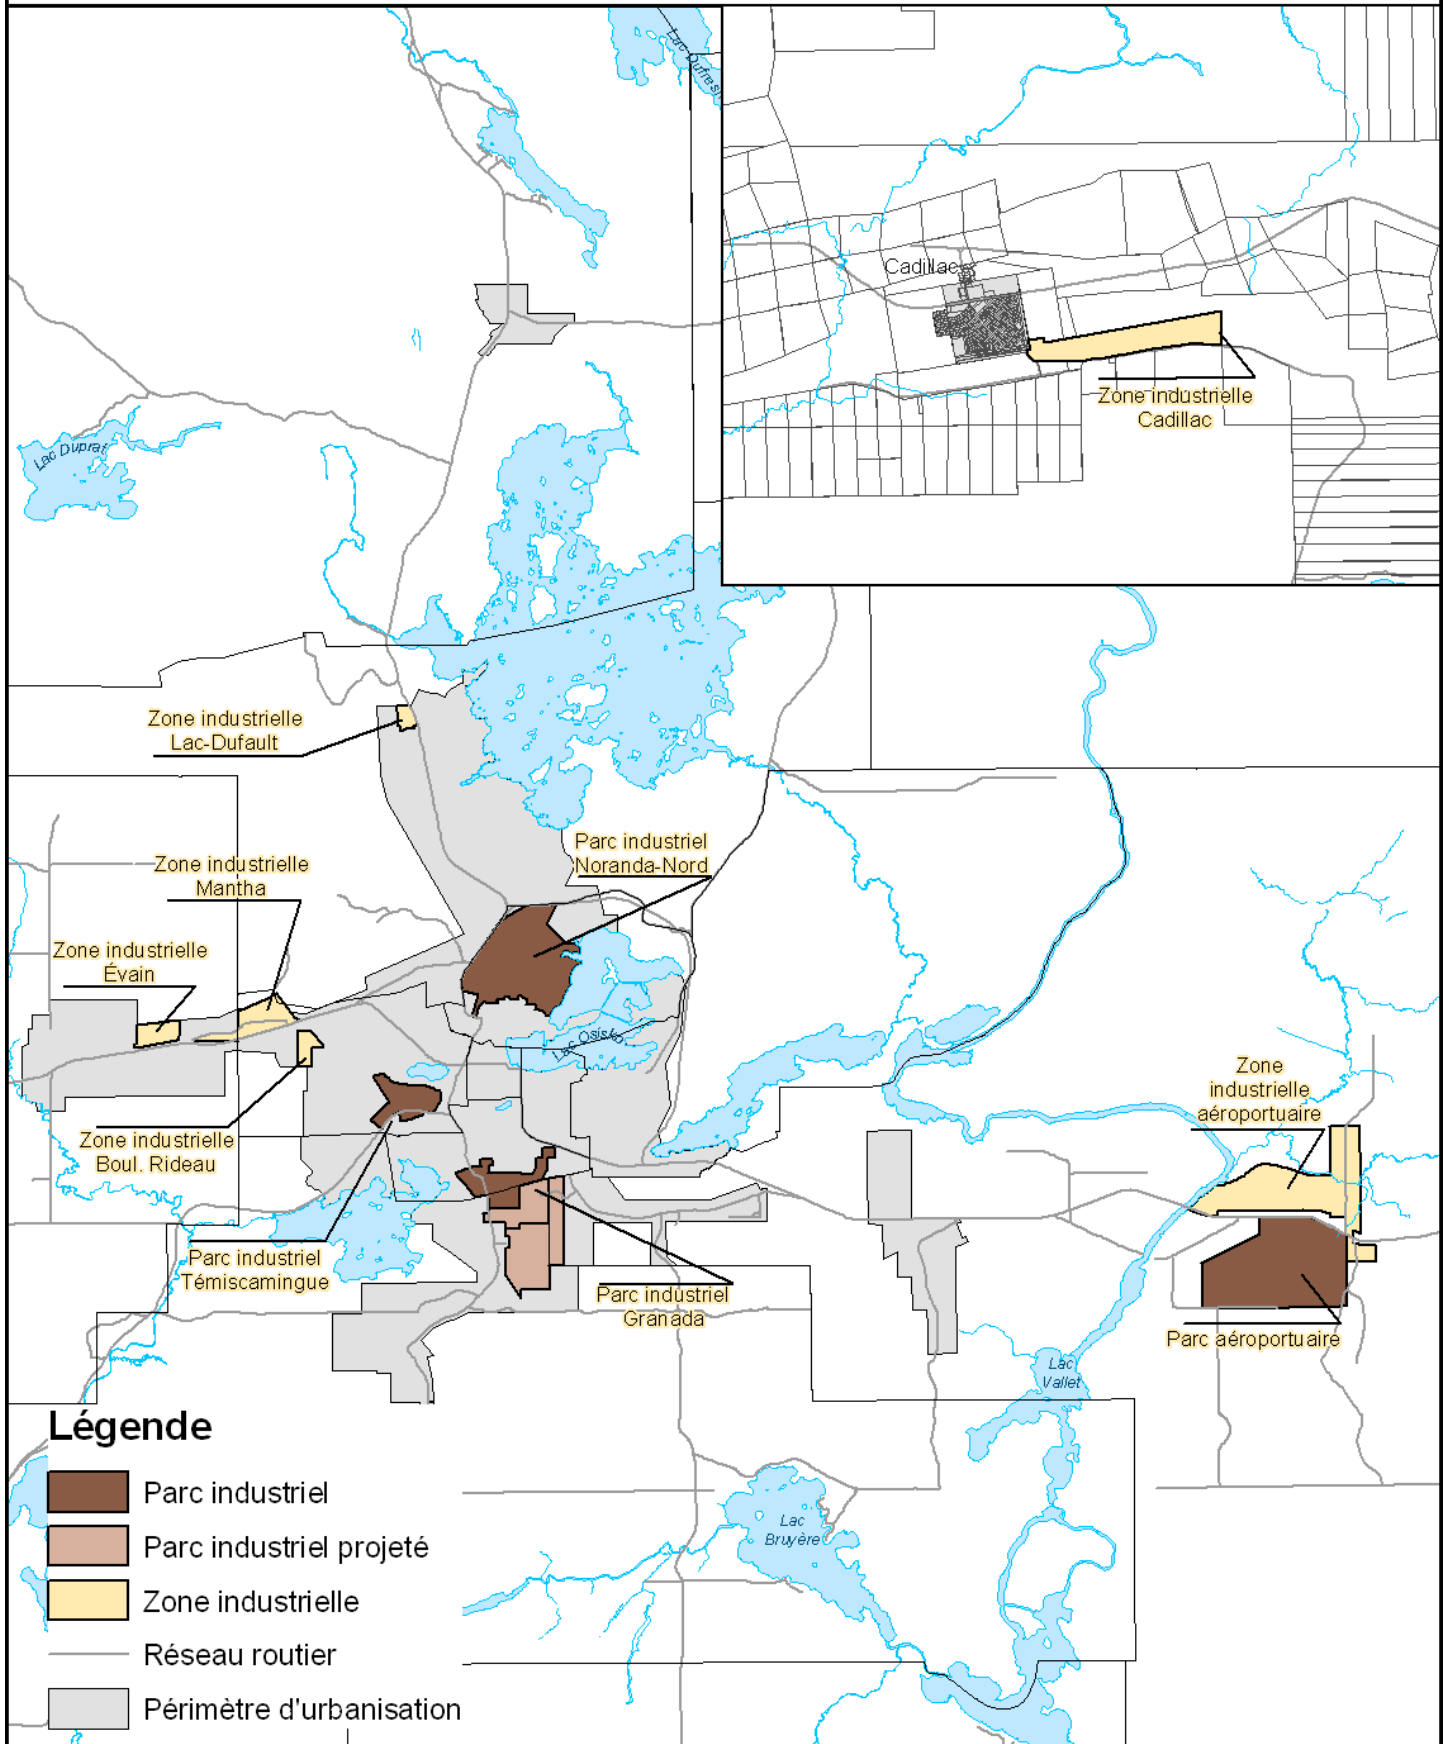 Lac Dufres
Cadillac
Zone industrielle
Cadillac
Lac Duprat
Zone industrielle
Lac-Dufault
Parc industriel
Noranda-Nord
Zone industrielle
Mantha
Zone industrielle
Évain
Lac Osisko
Zone
industrielle
aéroportuaire
Zone industrielle
Boul. Rideau
Parc industriel
Témiscamingue
Parc industriel
Granada
Parc aéroportuaire
Lac
Vallet
Légende
Parc industriel
Lac
Bruyère
Parc industriel projeté
Zone industrielle
Réseau routier
Périmètre d'urbanisation